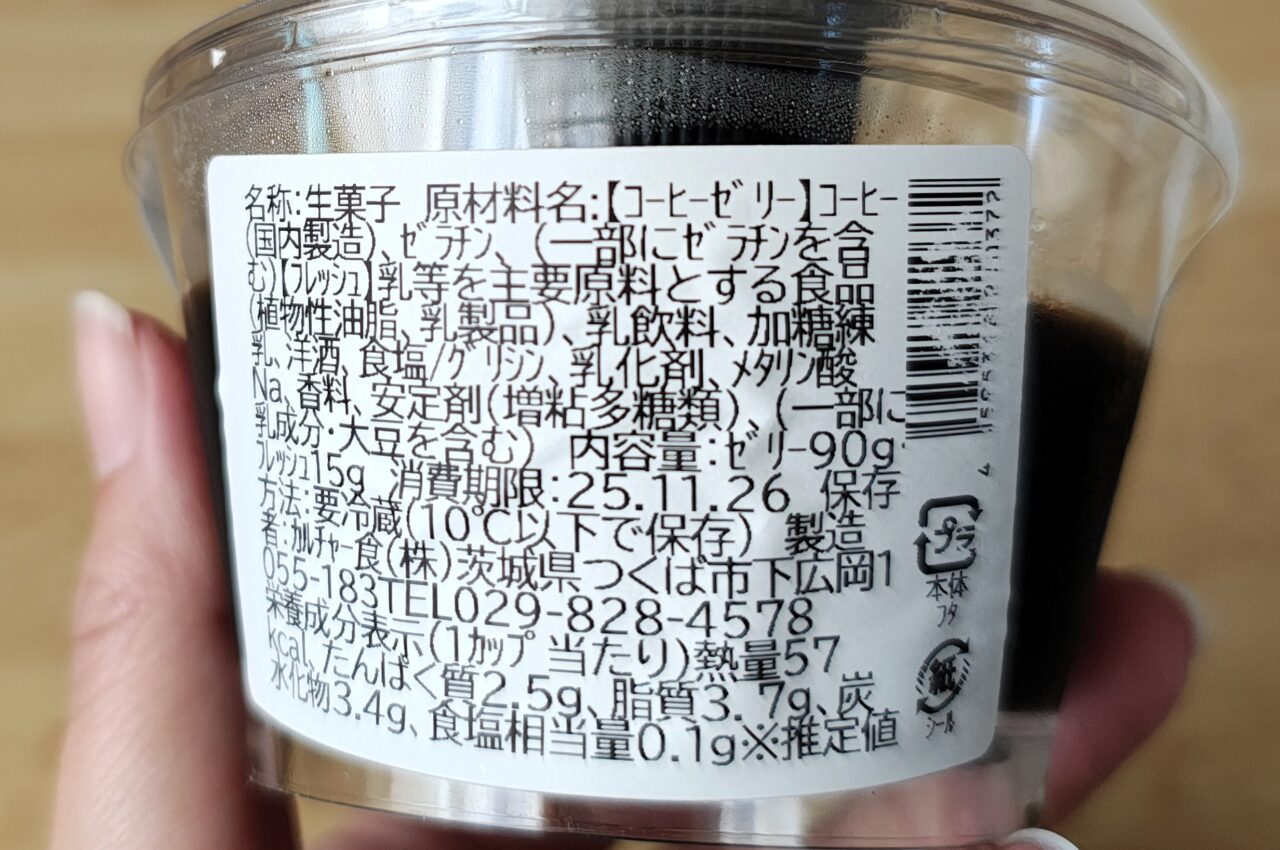 名称:生菓子 原材料名:【ｺｰﾋｰｾﾞﾘｰ】ｺｰﾋｰ
(国内製造)､ｾﾞﾗﾁﾝ､(一部にｾﾞﾗﾁﾝを含
む)【ﾌﾚｯｼｭ】乳等を主要原料とする食品
(植物性油脂､乳製品)､乳飲料､加糖練
乳､洋酒､食塩/ｸﾞﾘｼﾝ､乳化剤､ﾒﾀﾘﾝ酸
Na､香料､安定剤(増粘多糖類)､(一部に
乳成分･大豆を含む) 内容量:ｾﾞﾘｰ90g･
ﾌﾚｯｼｭ15g 消費期限:25.11.26 保存
方法:要冷蔵(10℃以下で保存) 製造
者:ｶﾙﾁｬｰ食(株)茨城県つくば市下広岡1
055-183TEL029-828-4578
栄養成分表示(1ｶｯﾌﾟ当たり)熱量57
kcal､たんぱく質2.5g､脂質3.7g､炭
水化物3.4g､食塩相当量0.1g※推定値
プラ
本体
ﾌﾀ
紙
ｼｰﾙ